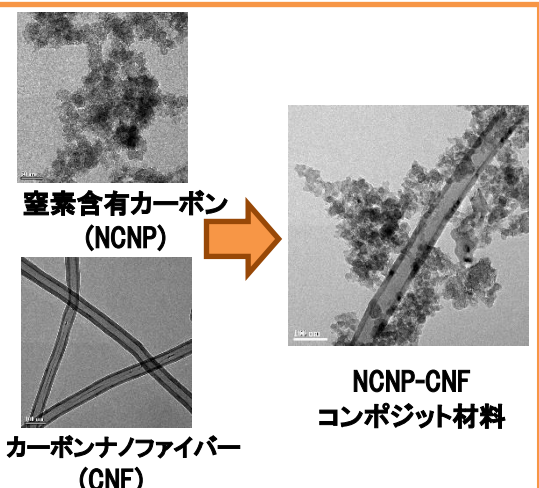 窒素含有カーボン
(NCNP)
カーボンナノファイバー
(CNF)
NCNP-CNF
コンポジット材料